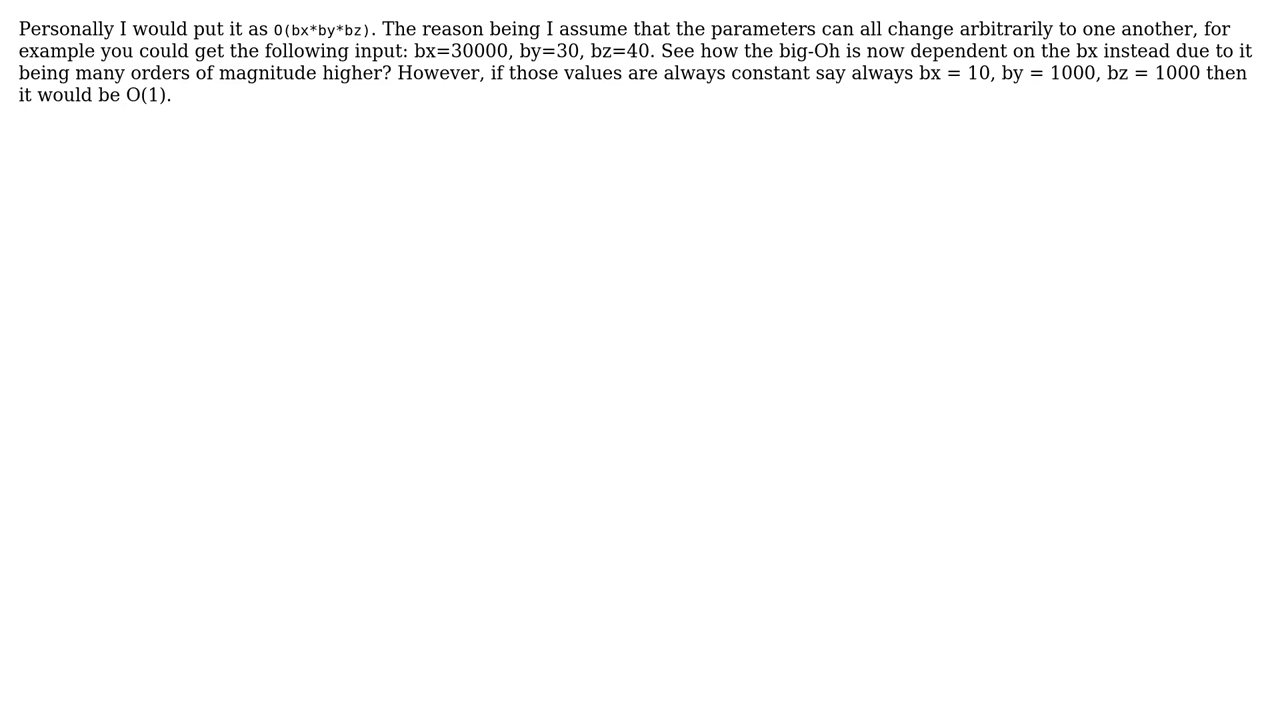 Personally I would put it as O(bx*by*bz). The reason being I assume that the parameters can all change arbitrarily to one another, for
example you could get the following input: bx=30000, by=30, bz=40. See how the big-Oh is now dependent on the bx instead due to it
being many orders of magnitude higher? However, if those values are always constant say always bx = 10, by = 1000, bz = 1000 then
it would be O(1).